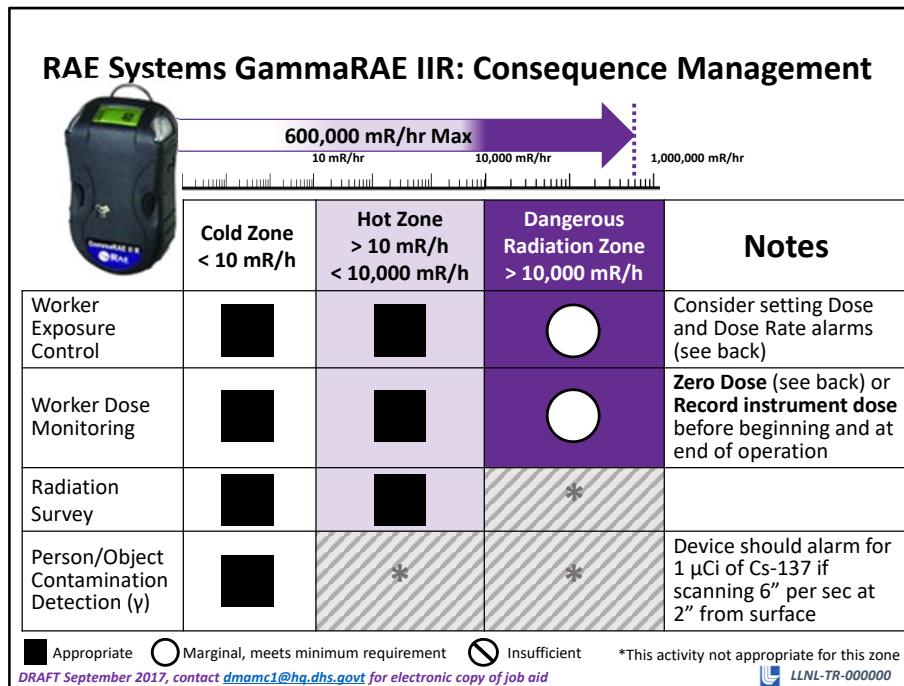 RAE Systems GammaRAE IIR: Consequence Management
600,000 mR/hr Max
10 mR/hr
10,000 mR/hr
1,000,000 mR/hr
GammaRAE II R
RAE
Cold Zone
< 10 mR/h
Hot Zone
> 10 mR/h
< 10,000 mR/h
Dangerous
Radiation Zone
> 10,000 mR/h
Notes
Worker
Exposure
Control
Consider setting Dose
and Dose Rate alarms
(see back)
Worker Dose
Monitoring
Zero Dose (see back) or
Record instrument dose
before beginning and at
end of operation
Radiation
Survey
*
Person/Object
Contamination
Detection (γ)
*
*
Device should alarm for
1 μCi of Cs-137 if
scanning 6” per sec at
2” from surface
Appropriate
Marginal, meets minimum requirement
Insufficient
*This activity not appropriate for this zone
DRAFT September 2017, contact dmamc1@hq.dhs.govt for electronic copy of job aid
LLNL-TR-000000